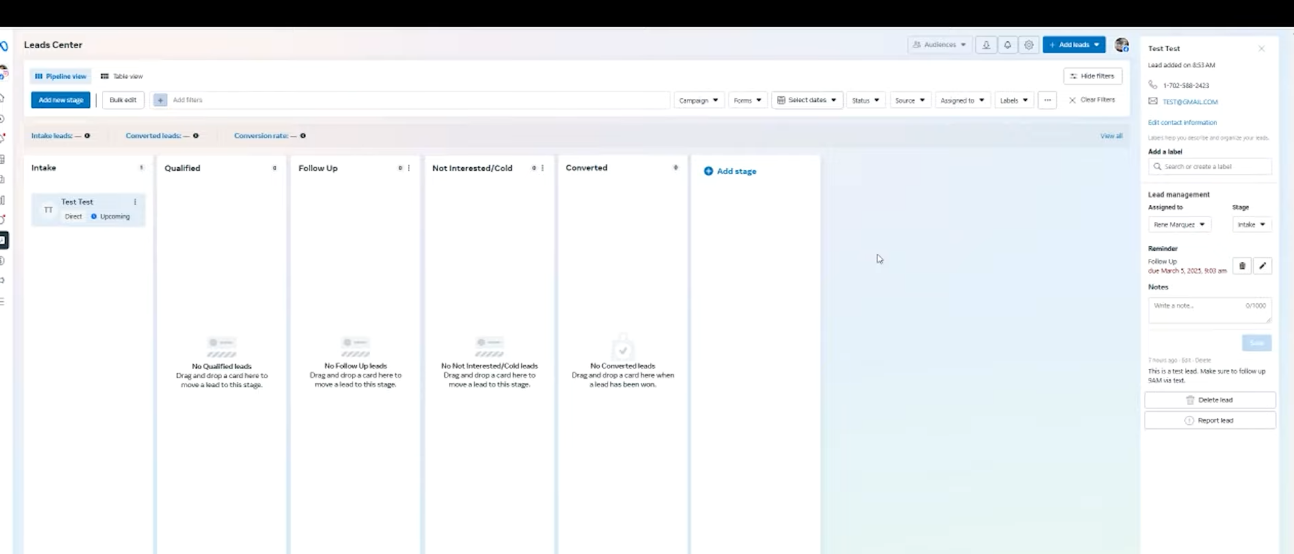 Leads Center
Audiences
+ Add leads
Pipeline view
Table view
Hide filters
Add new stage
Bulk edit
+ Add filters
Campaign
Forms
Select dates
Status
Source
Assigned to
Labels
...
Clear Filters
Intake leads: —
Converted leads: —
Conversion rate: —
View all
Intake
Qualified 0
Follow Up 0
Not Interested/Cold 0
Converted 0
Add stage
TT
Test Test
Direct
Upcoming
No Qualified leads
Drag and drop a card here to
move a lead to this stage.
No Follow Up leads
Drag and drop a card here to
move a lead to this stage.
No Not Interested/Cold leads
Drag and drop a card here to
move a lead to this stage.
No Converted leads
Drag and drop a card here when
a lead has been won.
Test Test
Lead added on 8:53 AM
1-702-588-2423
TEST@GMAIL.COM
Edit contact information
Labels help you describe and organize your leads.
Add a label
Search or create a label
Lead management
Assigned to
Stage
Rene Marquez
Intake
Reminder
Follow Up
due March 5, 2025, 9:03 am
Notes
Write a note...
0/1000
Save
7 hours ago · Edit · Delete
This is a test lead. Make sure to follow up
9AM via text.
Delete lead
Report lead